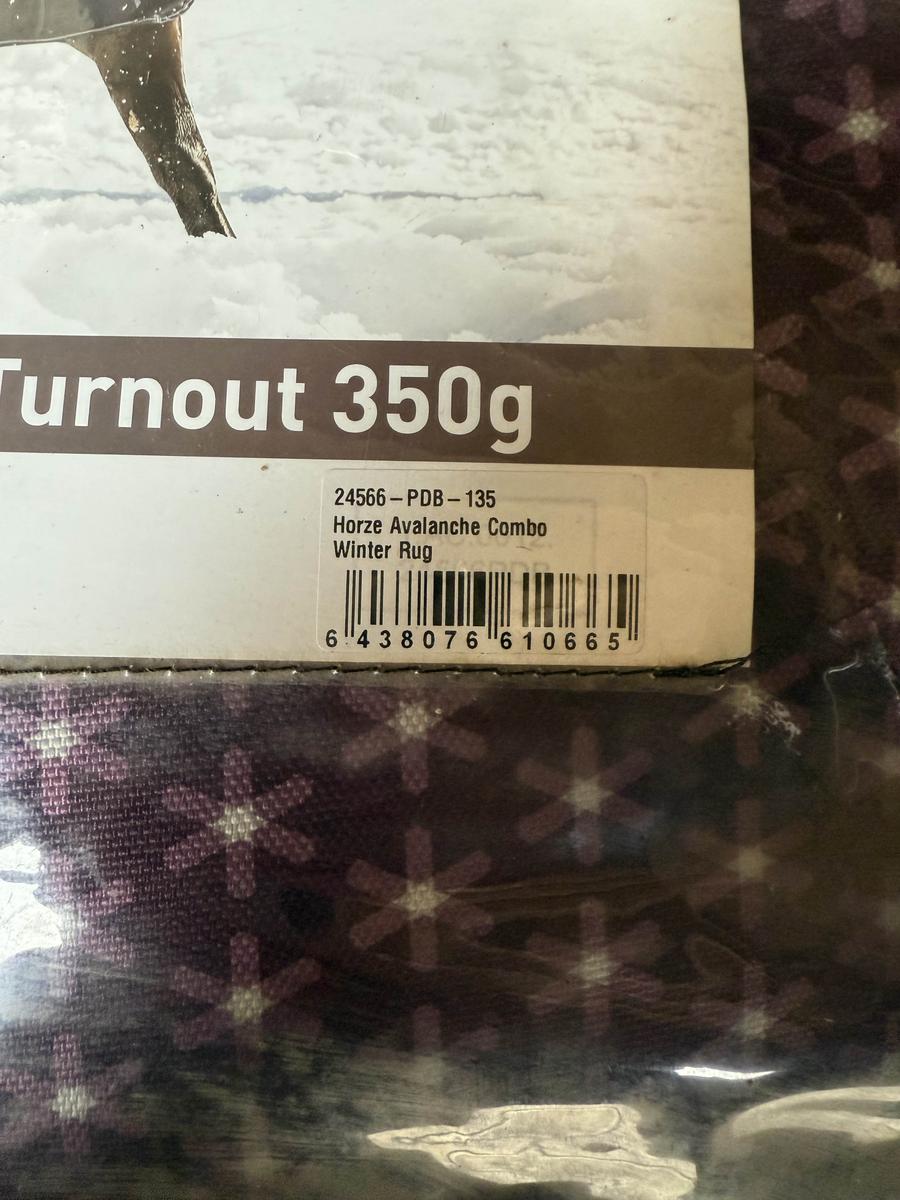 Turnout 350g
24566-PDB-135
Horze Avalanche Combo
Winter Rug
6 438076 610665